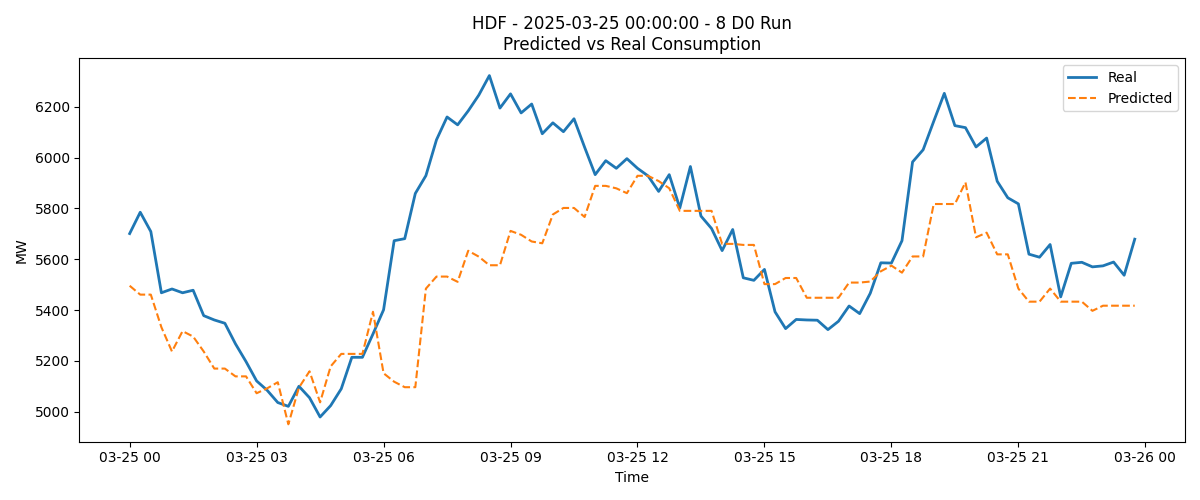 HDF - 2025-03-25 00:00:00 - 8 D0 Run
Predicted vs Real Consumption
Real
Predicted
MW
6200
6000
5800
5600
5400
5200
5000
03-25 00
03-25 03
03-25 06
03-25 09
03-25 12
03-25 15
03-25 18
03-25 21
03-26 00
Time